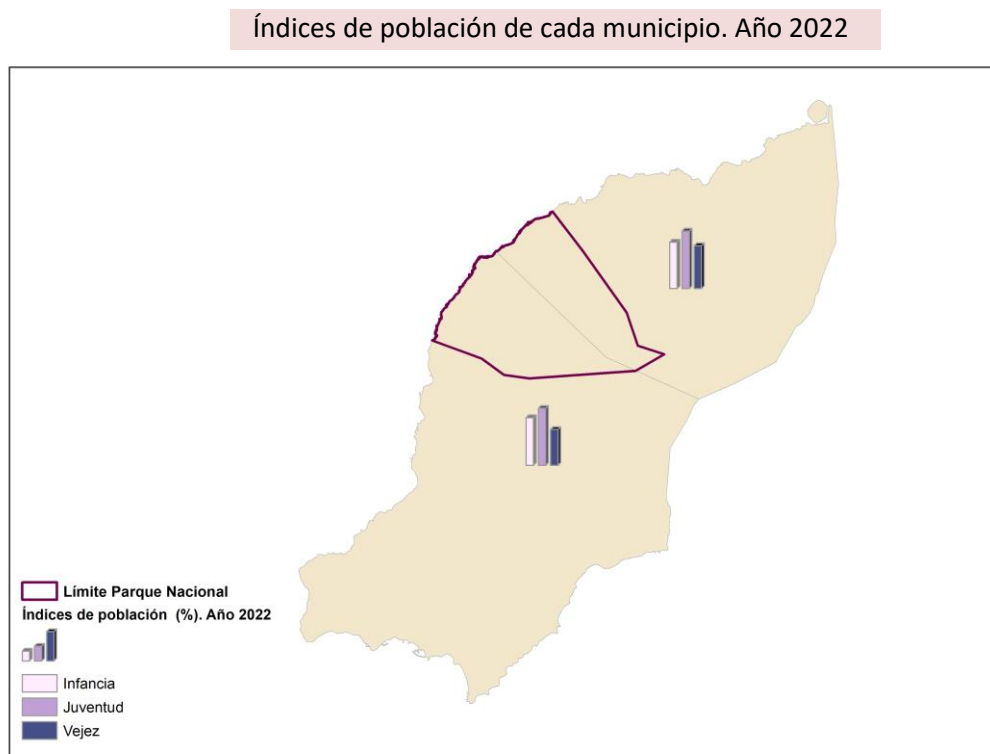 Índices de población de cada municipio. Año 2022
Límite Parque Nacional
Índices de población (%). Año 2022
Infancia
Juventud
Vejez